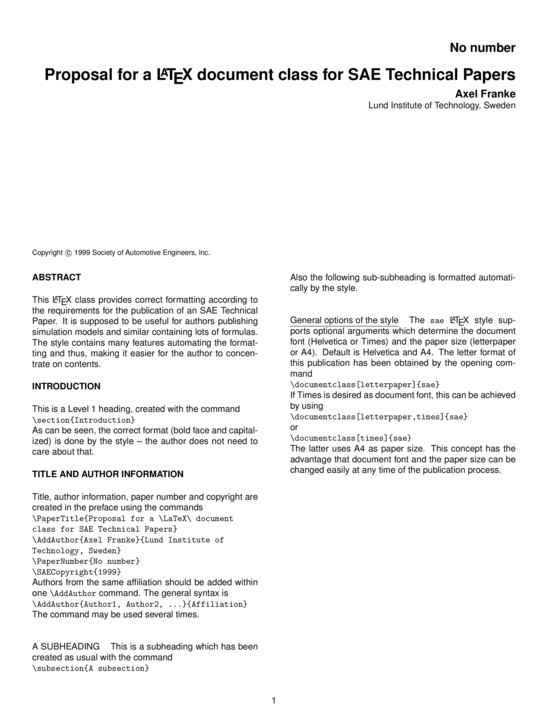 No number
Proposal for a LATEX document class for SAE Technical Papers
Axel Franke
Lund Institute of Technology, Sweden
Copyright © 1999 Society of Automotive Engineers, Inc.
ABSTRACT
This LATEX class provides correct formatting according to
the requirements for the publication of an SAE Technical
Paper. It is supposed to be useful for authors publishing
simulation models and similar containing lots of formulas.
The style contains many features automating the format-
ting and thus, making it easier for the author to concen-
trate on contents.
INTRODUCTION
This is a Level 1 heading, created with the command
\section{Introduction}
As can be seen, the correct format (bold face and capital-
ized) is done by the style – the author does not need to
care about that.
TITLE AND AUTHOR INFORMATION
Title, author information, paper number and copyright are
created in the preface using the commands
\PaperTitle{Proposal for a \LaTeX\ document
class for SAE Technical Papers}
\AddAuthor{Axel Franke}{Lund Institute of
Technology, Sweden}
\PaperNumber{No number}
\SAECopyright{1999}
Authors from the same affiliation should be added within
one \AddAuthor command. The general syntax is
\AddAuthor{Author1, Author2, ...}{Affiliation}
The command may be used several times.
A SUBHEADING This is a subheading which has been
created as usual with the command
\subsection{A subsection}
Also the following sub-subheading is formatted automati-
cally by the style.
General options of the style The sae LATEX style sup-
ports optional arguments which determine the document
font (Helvetica or Times) and the paper size (letterpaper
or A4). Default is Helvetica and A4. The letter format of
this publication has been obtained by the opening com-
mand
\documentclass[letterpaper]{sae}
If Times is desired as document font, this can be achieved
by using
\documentclass[letterpaper,times]{sae}
or
\documentclass[times]{sae}
The latter uses A4 as paper size. This concept has the
advantage that document font and the paper size can be
changed easily at any time of the publication process.
1